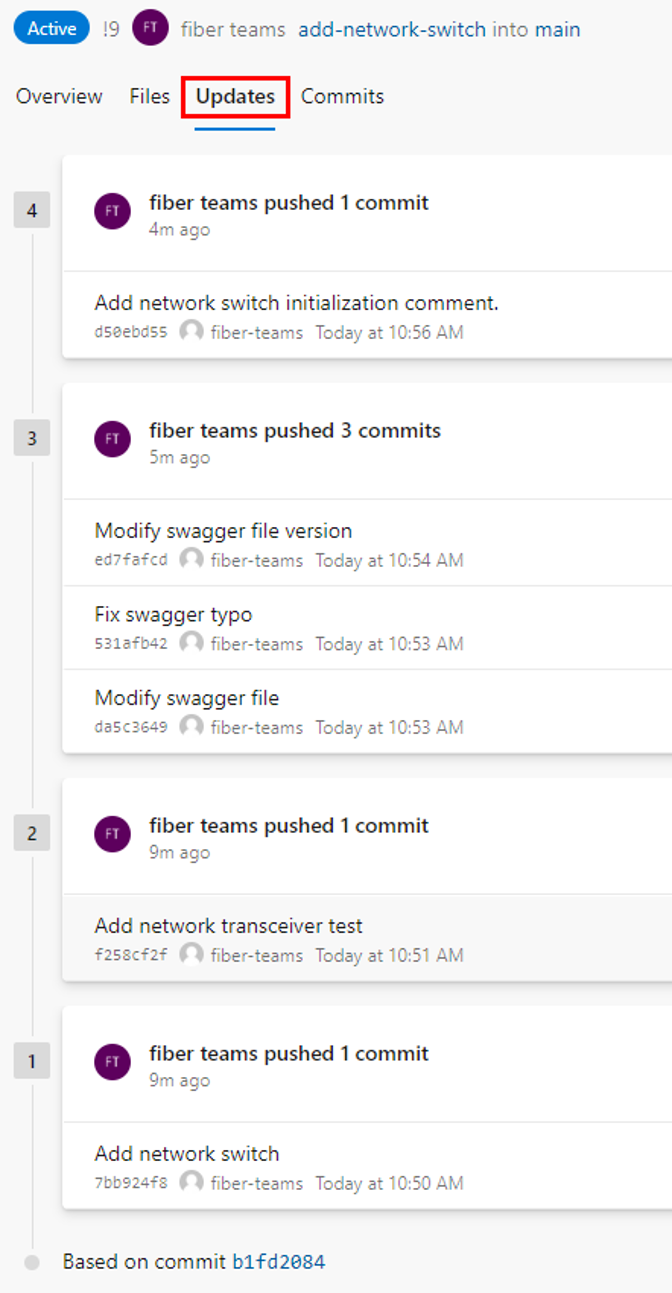 Active !9 FT fiber teams add-network-switch into main
Overview Files Updates Commits
4
FT
fiber teams pushed 1 commit
4m ago
Add network switch initialization comment.
d50ebd55 fiber-teams Today at 10:56 AM
3
FT
fiber teams pushed 3 commits
5m ago
Modify swagger file version
ed7fafcd fiber-teams Today at 10:54 AM
Fix swagger typo
531afb42 fiber-teams Today at 10:53 AM
Modify swagger file
da5c3649 fiber-teams Today at 10:53 AM
2
FT
fiber teams pushed 1 commit
9m ago
Add network transceiver test
f258cf2f fiber-teams Today at 10:51 AM
1
FT
fiber teams pushed 1 commit
9m ago
Add network switch
7bb924f8 fiber-teams Today at 10:50 AM
Based on commit b1fd2084